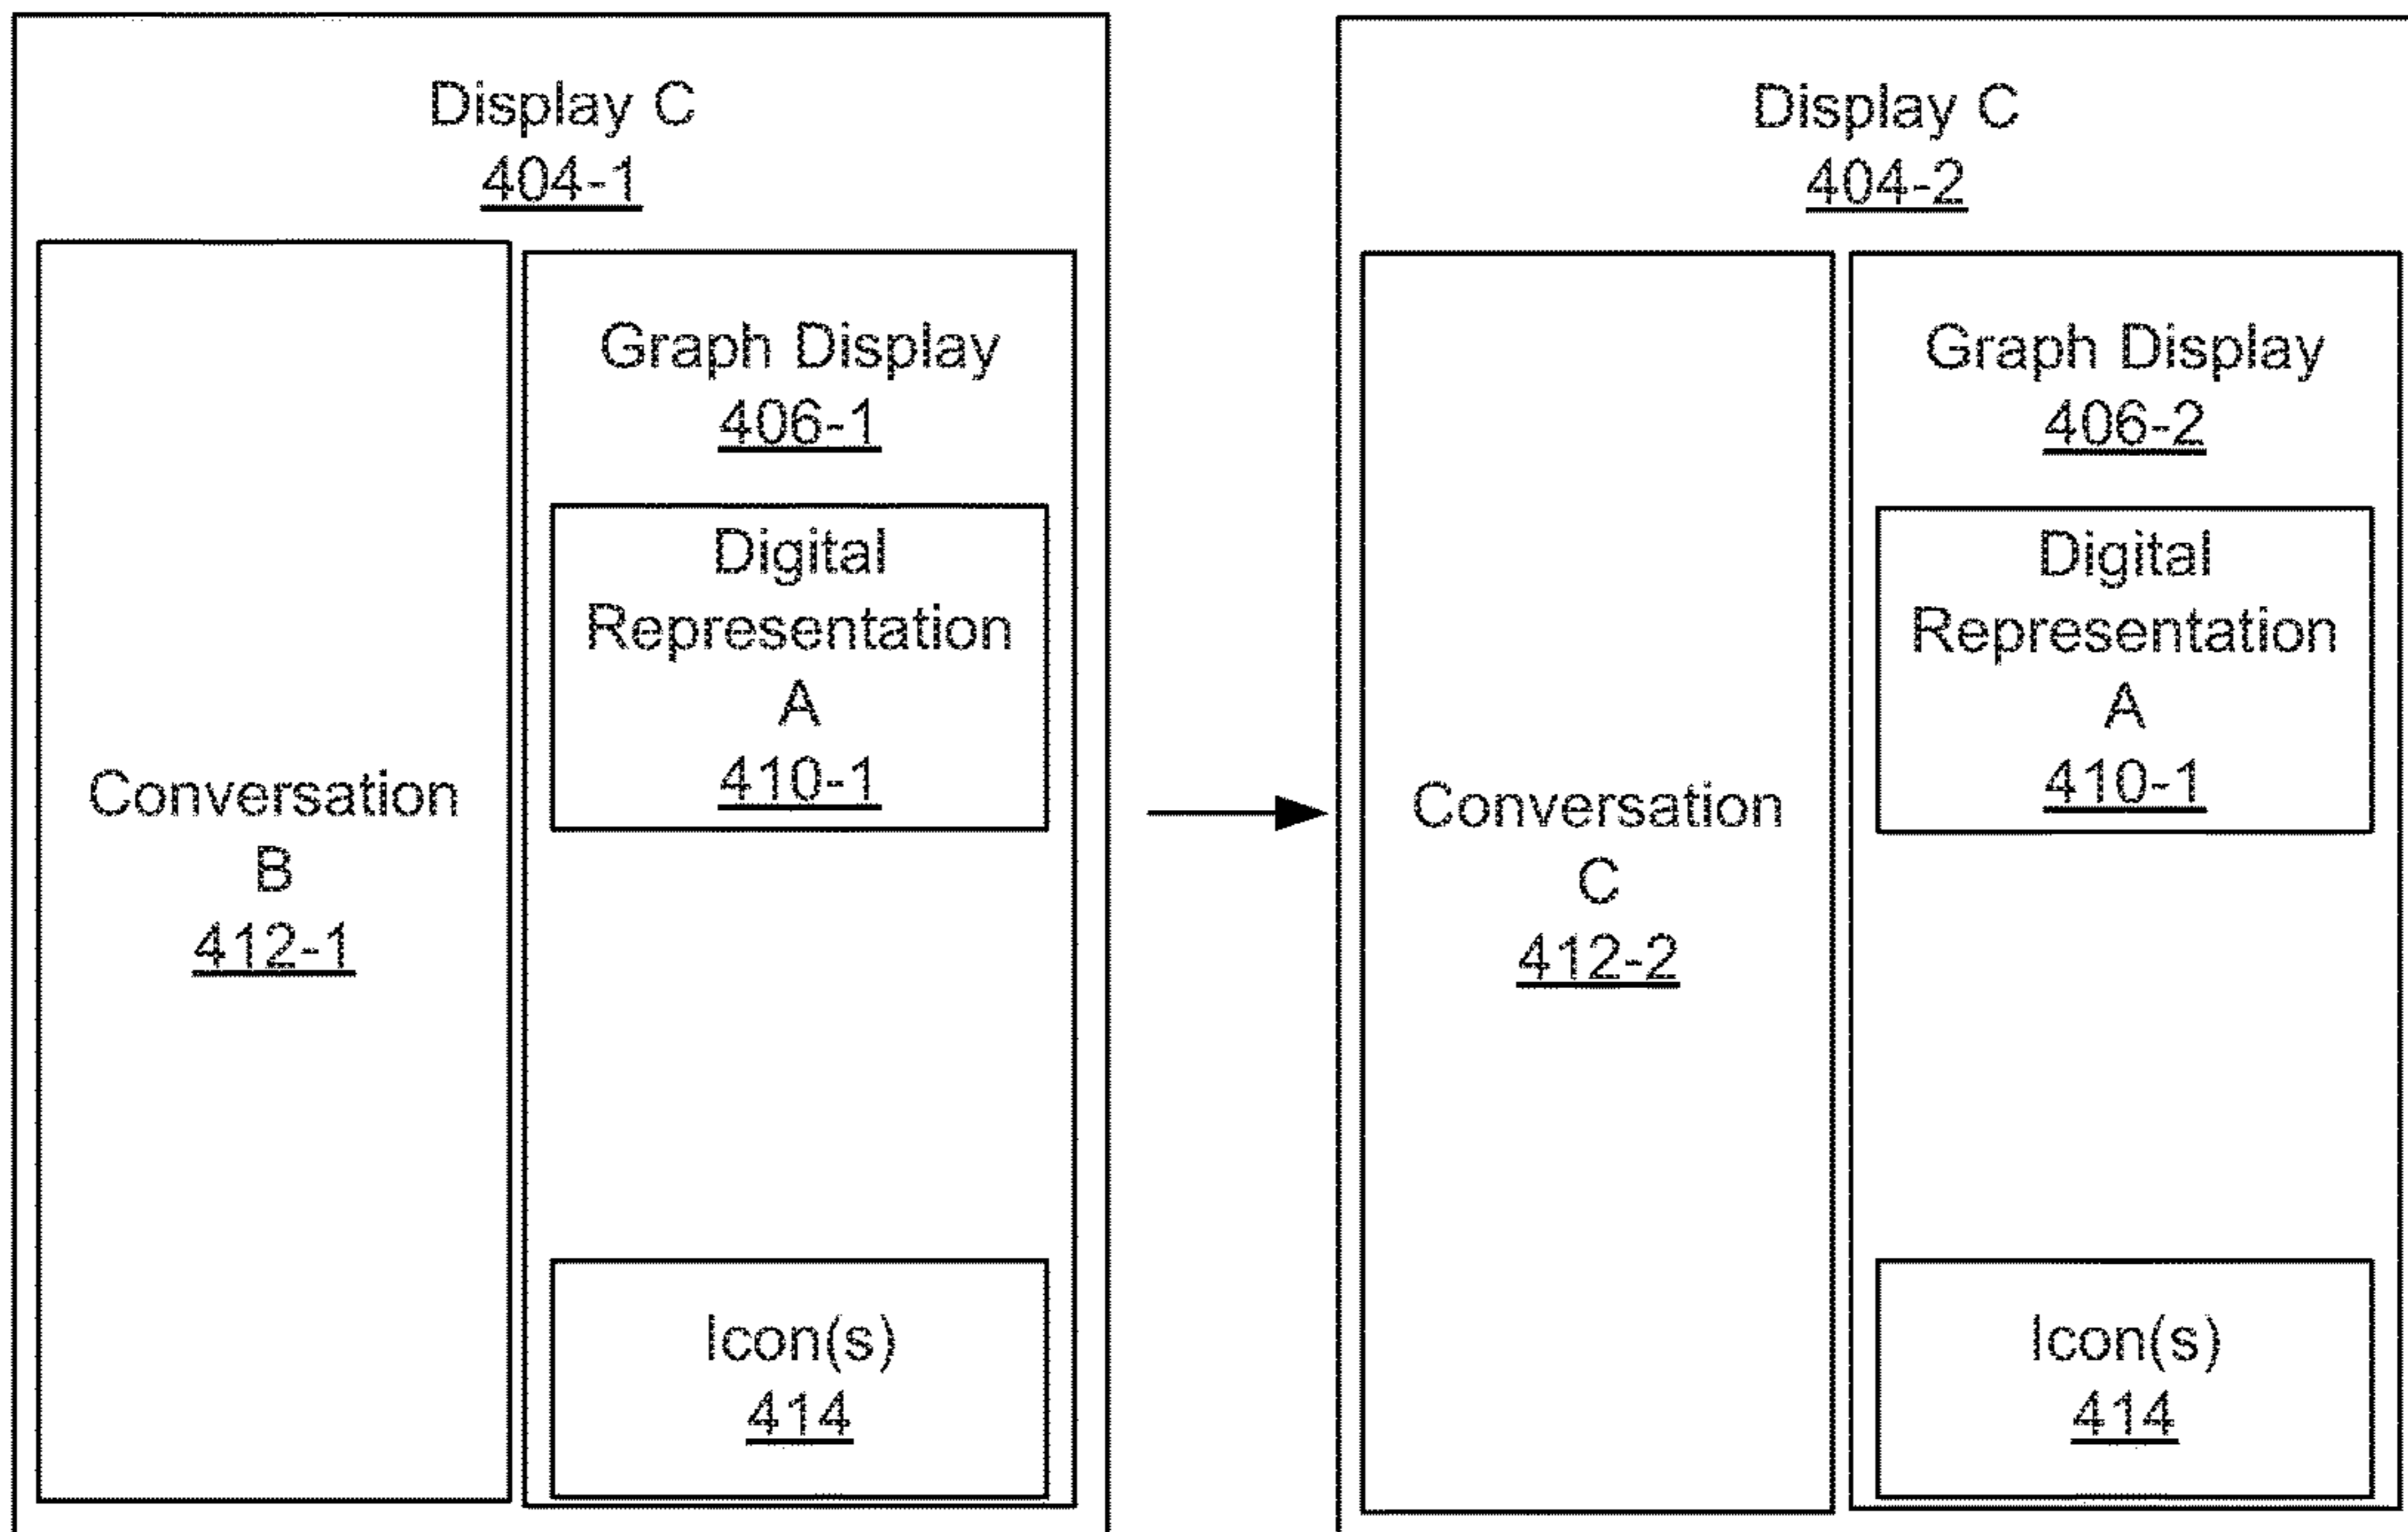 Display C
404-1
Conversation
B
412-1
Graph Display
406-1
Digital
Representation
A
410-1
Icon(s)
414
Display C
404-2
Conversation
C
412-2
Graph Display
406-2
Digital
Representation
A
410-1
Icon(s)
414